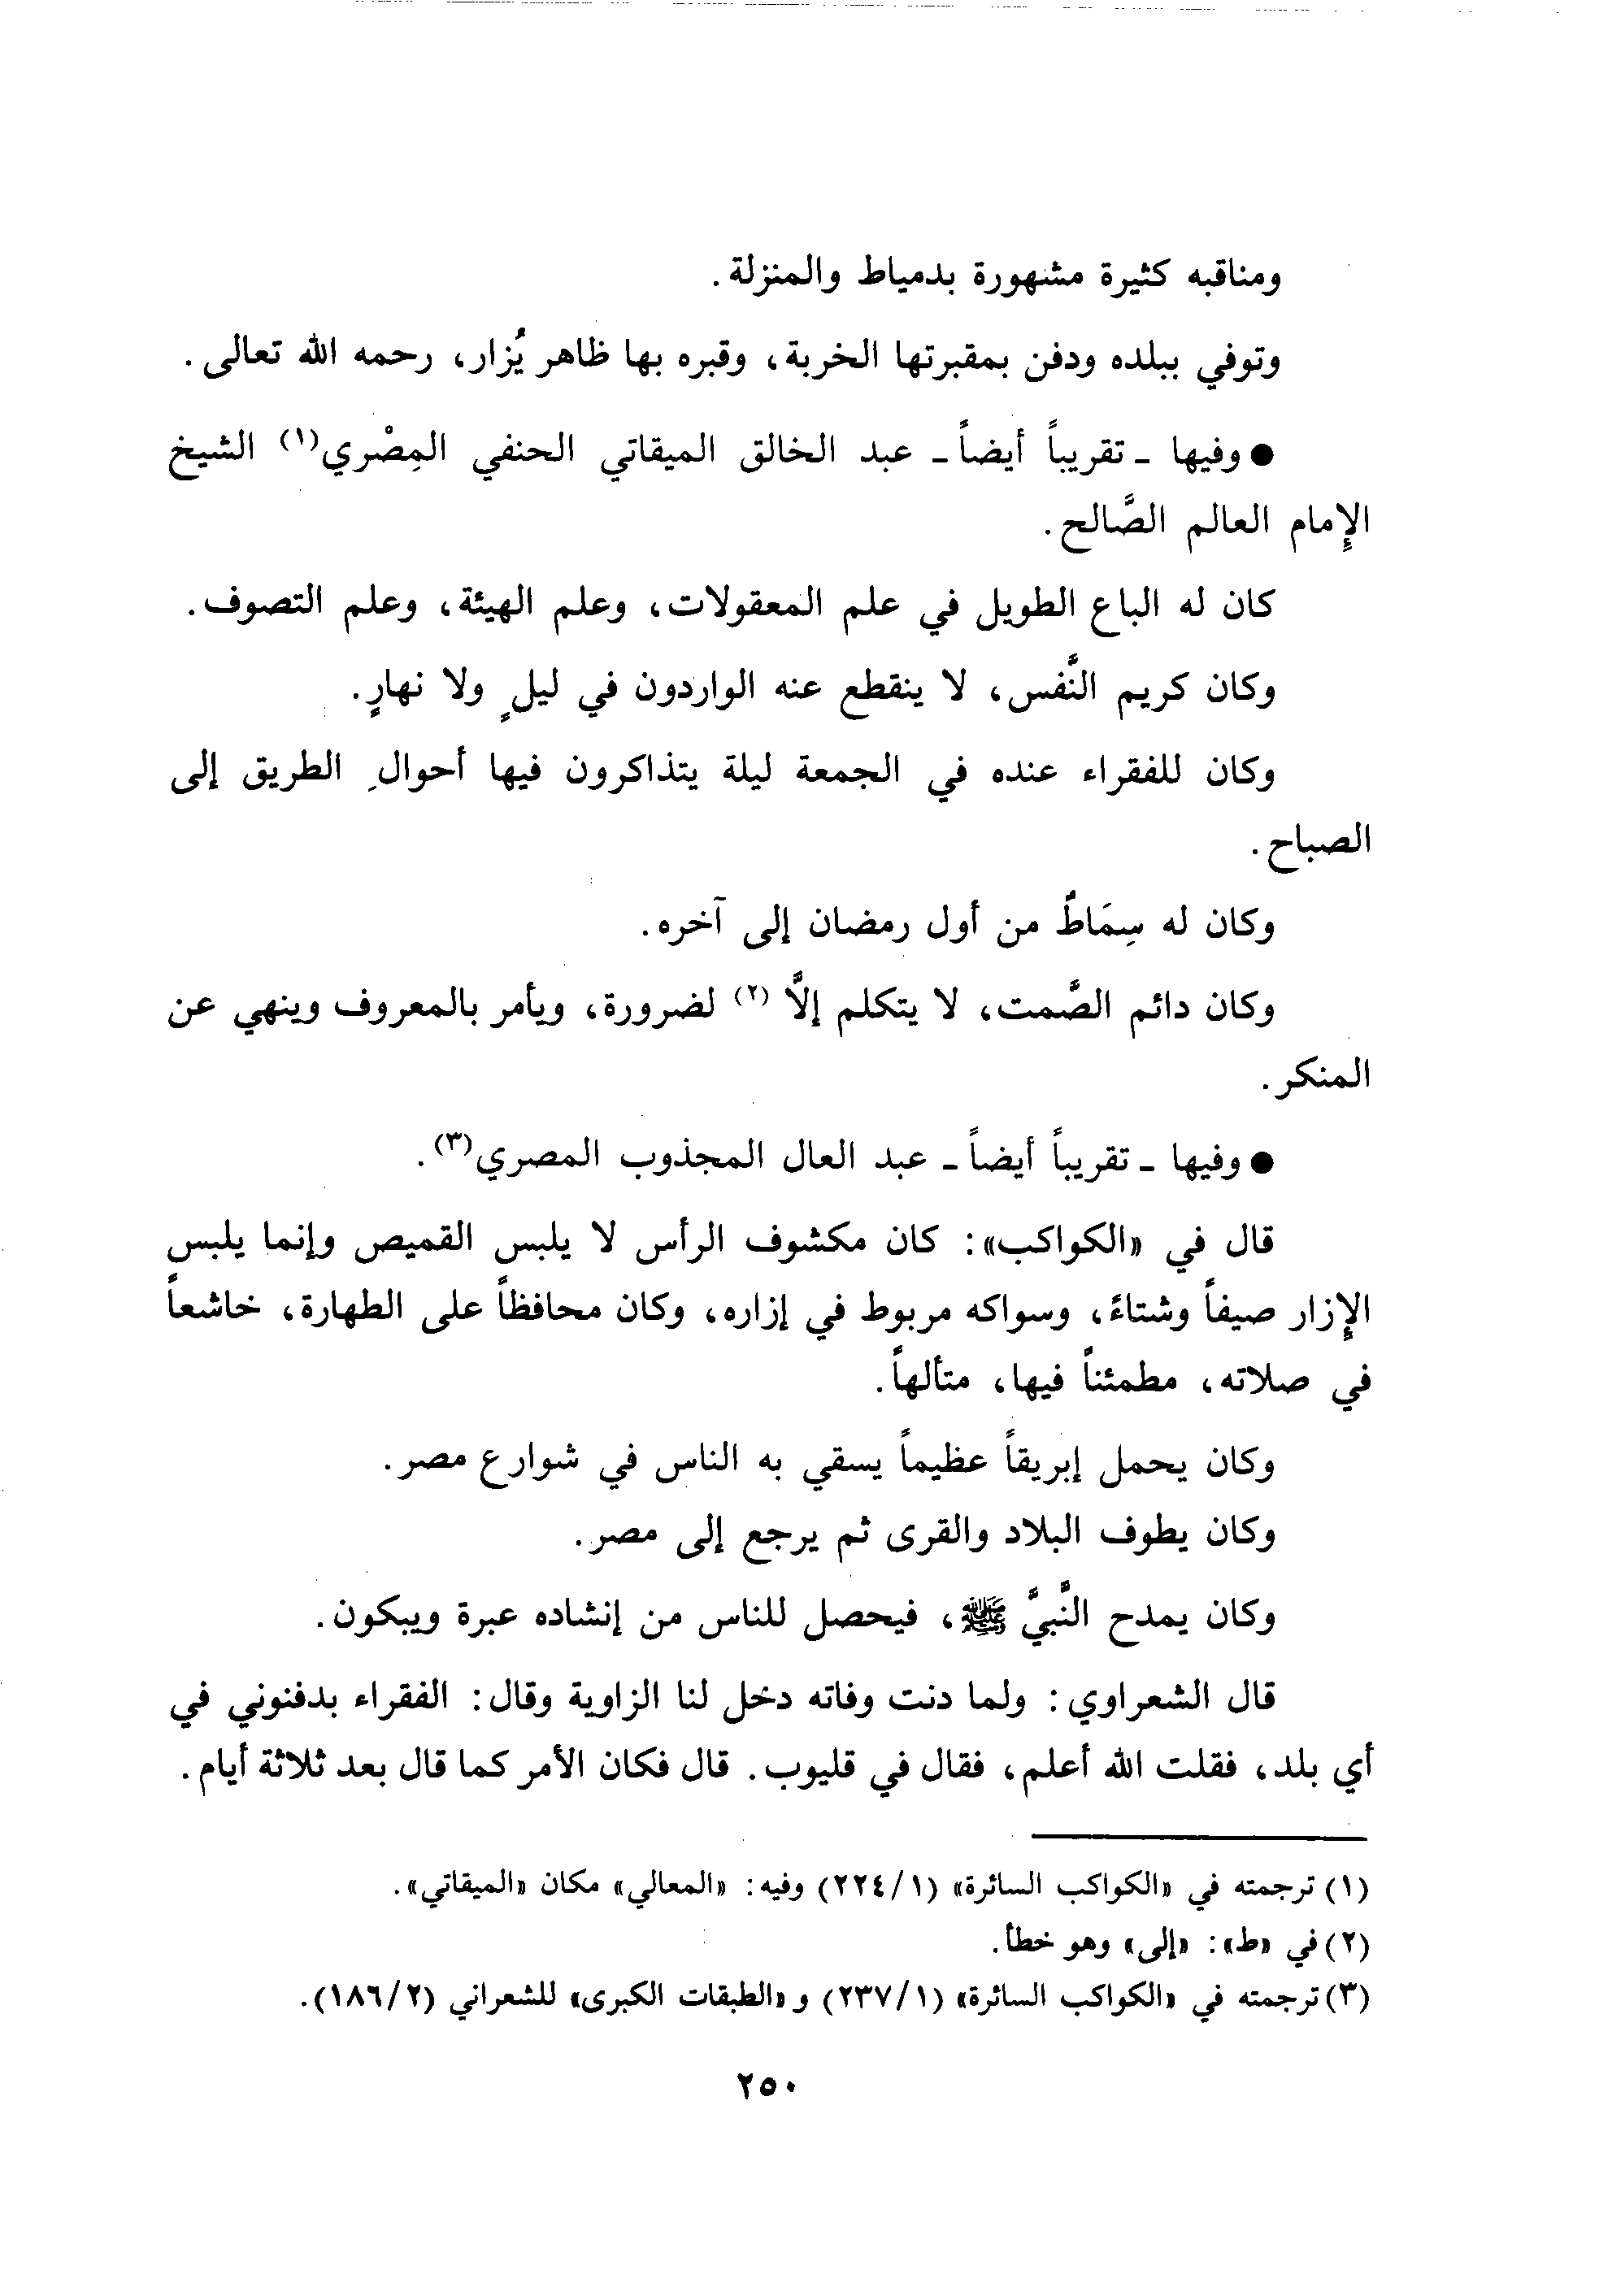 ومناقبه كثيرة مشهورة بدمياط والمنزلة.
وتوفي ببلده ودفن بمقبرتها الخربة، وقبره بها ظاهر يُزار، رحمه الله تعالى.
● وفيها ـ تقريباً أيضاً ـ عبد الخالق الميقاتي الحنفي المِصْري(١) الشيخ
الإِمام العالم الصَّالح.
كان له الباع الطويل في علم المعقولات، وعلم الهيئة، وعلم التصوف.
وكان كريم النَّفس، لا ينقطع عنه الواردون في ليلٍ ولا نهارٍ.
وكان للفقراء عنده في الجمعة ليلة يتذاكرون فيها أحوالِ الطريق إلى
الصباح.
وكان له سِمَاطٌ من أول رمضان إلى آخره.
وكان دائم الصَّمت، لا يتكلم إلَّا (٢) لضرورة، ويأمر بالمعروف وينهي عن
المنكر.
● وفيها ـ تقريباً أيضاً ـ عبد العال المجذوب المصري(٣).
قال في «الكواكب»: كان مكشوف الرأس لا يلبس القميص وإنما يلبس
الإِزار صيفاً وشتاءً، وسواكه مربوط في إزاره، وكان محافظاً على الطهارة، خاشعاً
في صلاته، مطمئناً فيها، متألهاً.
وكان يحمل إبريقاً عظيماً يسقي به الناس في شوارع مصر.
وكان يطوف البلاد والقرى ثم يرجع إلى مصر.
وكان يمدح النَّبيَّ ﷺ، فيحصل للناس من إنشاده عبرة ويبكون.
قال الشعراوي: ولما دنت وفاته دخل لنا الزاوية وقال: الفقراء بدفنوني في
أي بلد، فقلت الله أعلم، فقال في قليوب. قال فكان الأمر كما قال بعد ثلاثة أيام.
(١) ترجمته في «الكواكب السائرة» (١/ ٢٢٤) وفيه: «المعالي» مكان «الميقاتي».
(٢) في «ط»: «إلى» وهو خطأ.
(٣) ترجمته في «الكواكب السائرة» (١/ ٢٣٧) و «الطبقات الكبرى» للشعراني (٢/ ١٨٦).
٢٥٠